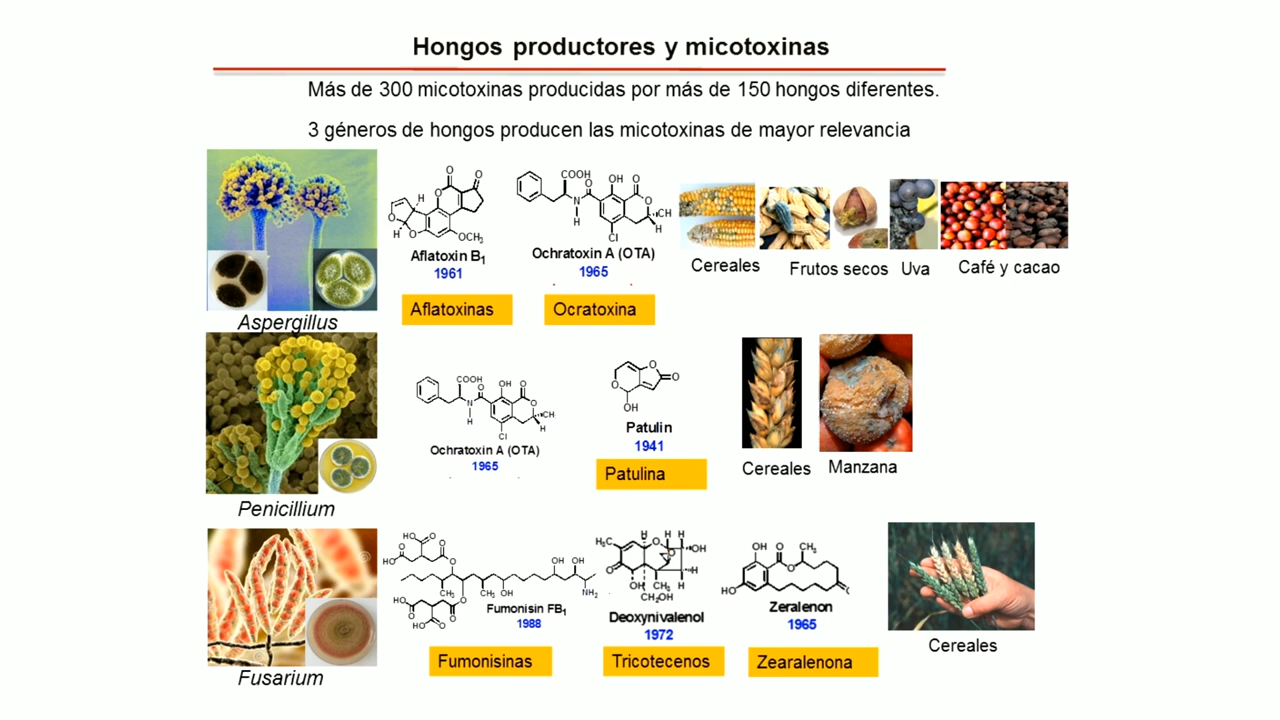 Hongos productores y micotoxinas
Más de 300 micotoxinas producidas por más de 150 hongos diferentes.
3 géneros de hongos producen las micotoxinas de mayor relevancia
Aflatoxin B1
1961
Ochratoxin A (OTA)
1965
Cereales
Frutos secos
Uva
Café y cacao
Aflatoxinas
Ocratoxina
Aspergillus
Ochratoxin A (OTA)
1965
Patulin
1941
Patulina
Cereales
Manzana
Penicillium
Fumonisin FB1
1988
Deoxynivalenol
1972
Zeralenon
1965
Cereales
Fumonisinas
Tricotecenos
Zearalenona
Fusarium